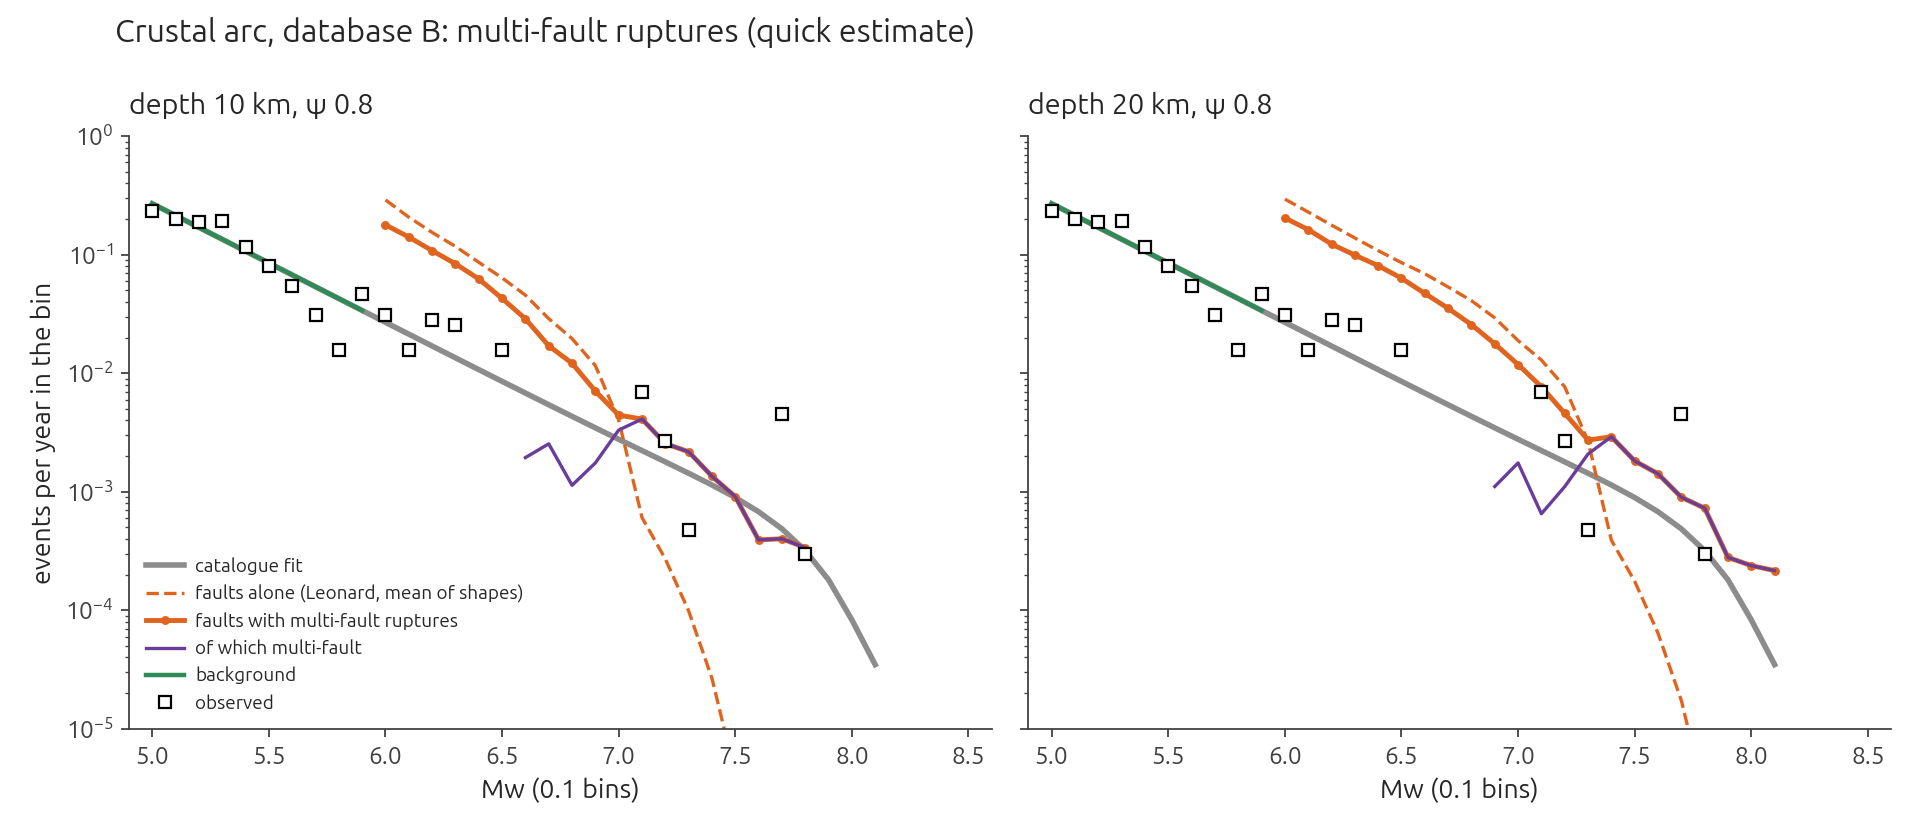 Crustal arc, database B: multi-fault ruptures (quick estimate)
depth 10 km, ψ 0.8
depth 20 km, ψ 0.8
events per year in the bin
10⁰
10⁻¹
10⁻²
10⁻³
10⁻⁴
10⁻⁵
catalogue fit
faults alone (Leonard, mean of shapes)
faults with multi-fault ruptures
of which multi-fault
background
observed
5.0 5.5 6.0 6.5 7.0 7.5 8.0 8.5
5.0 5.5 6.0 6.5 7.0 7.5 8.0 8.5
Mw (0.1 bins)
Mw (0.1 bins)